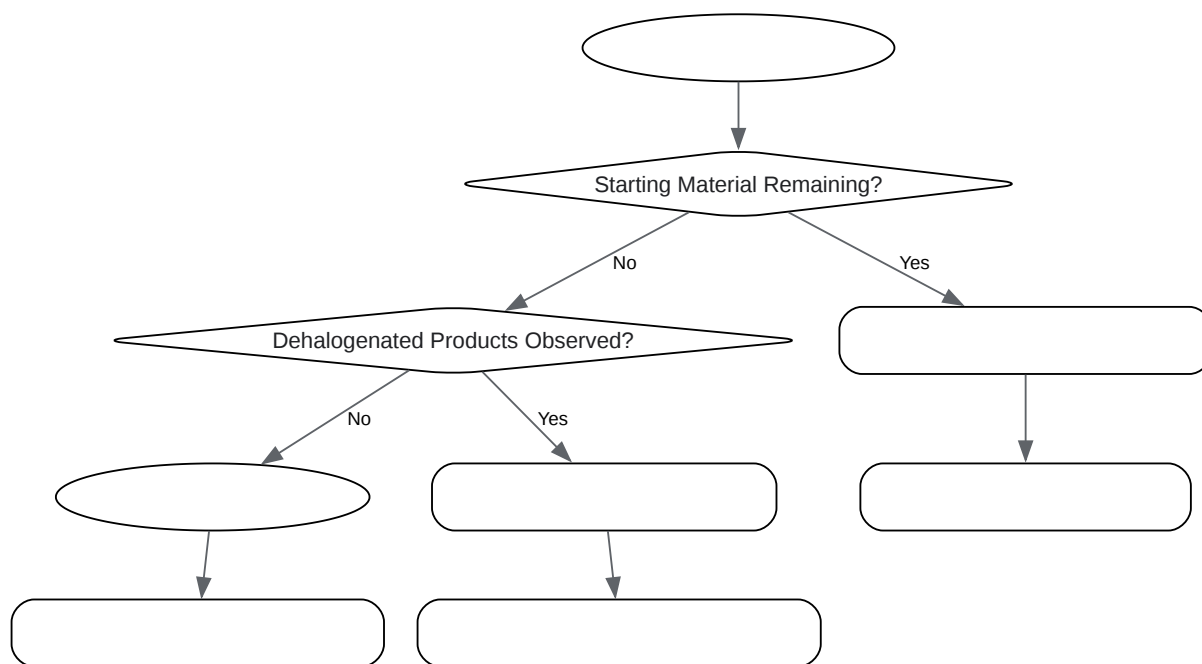 Starting Material Remaining?
No
Yes
Dehalogenated Products Observed?
No
Yes